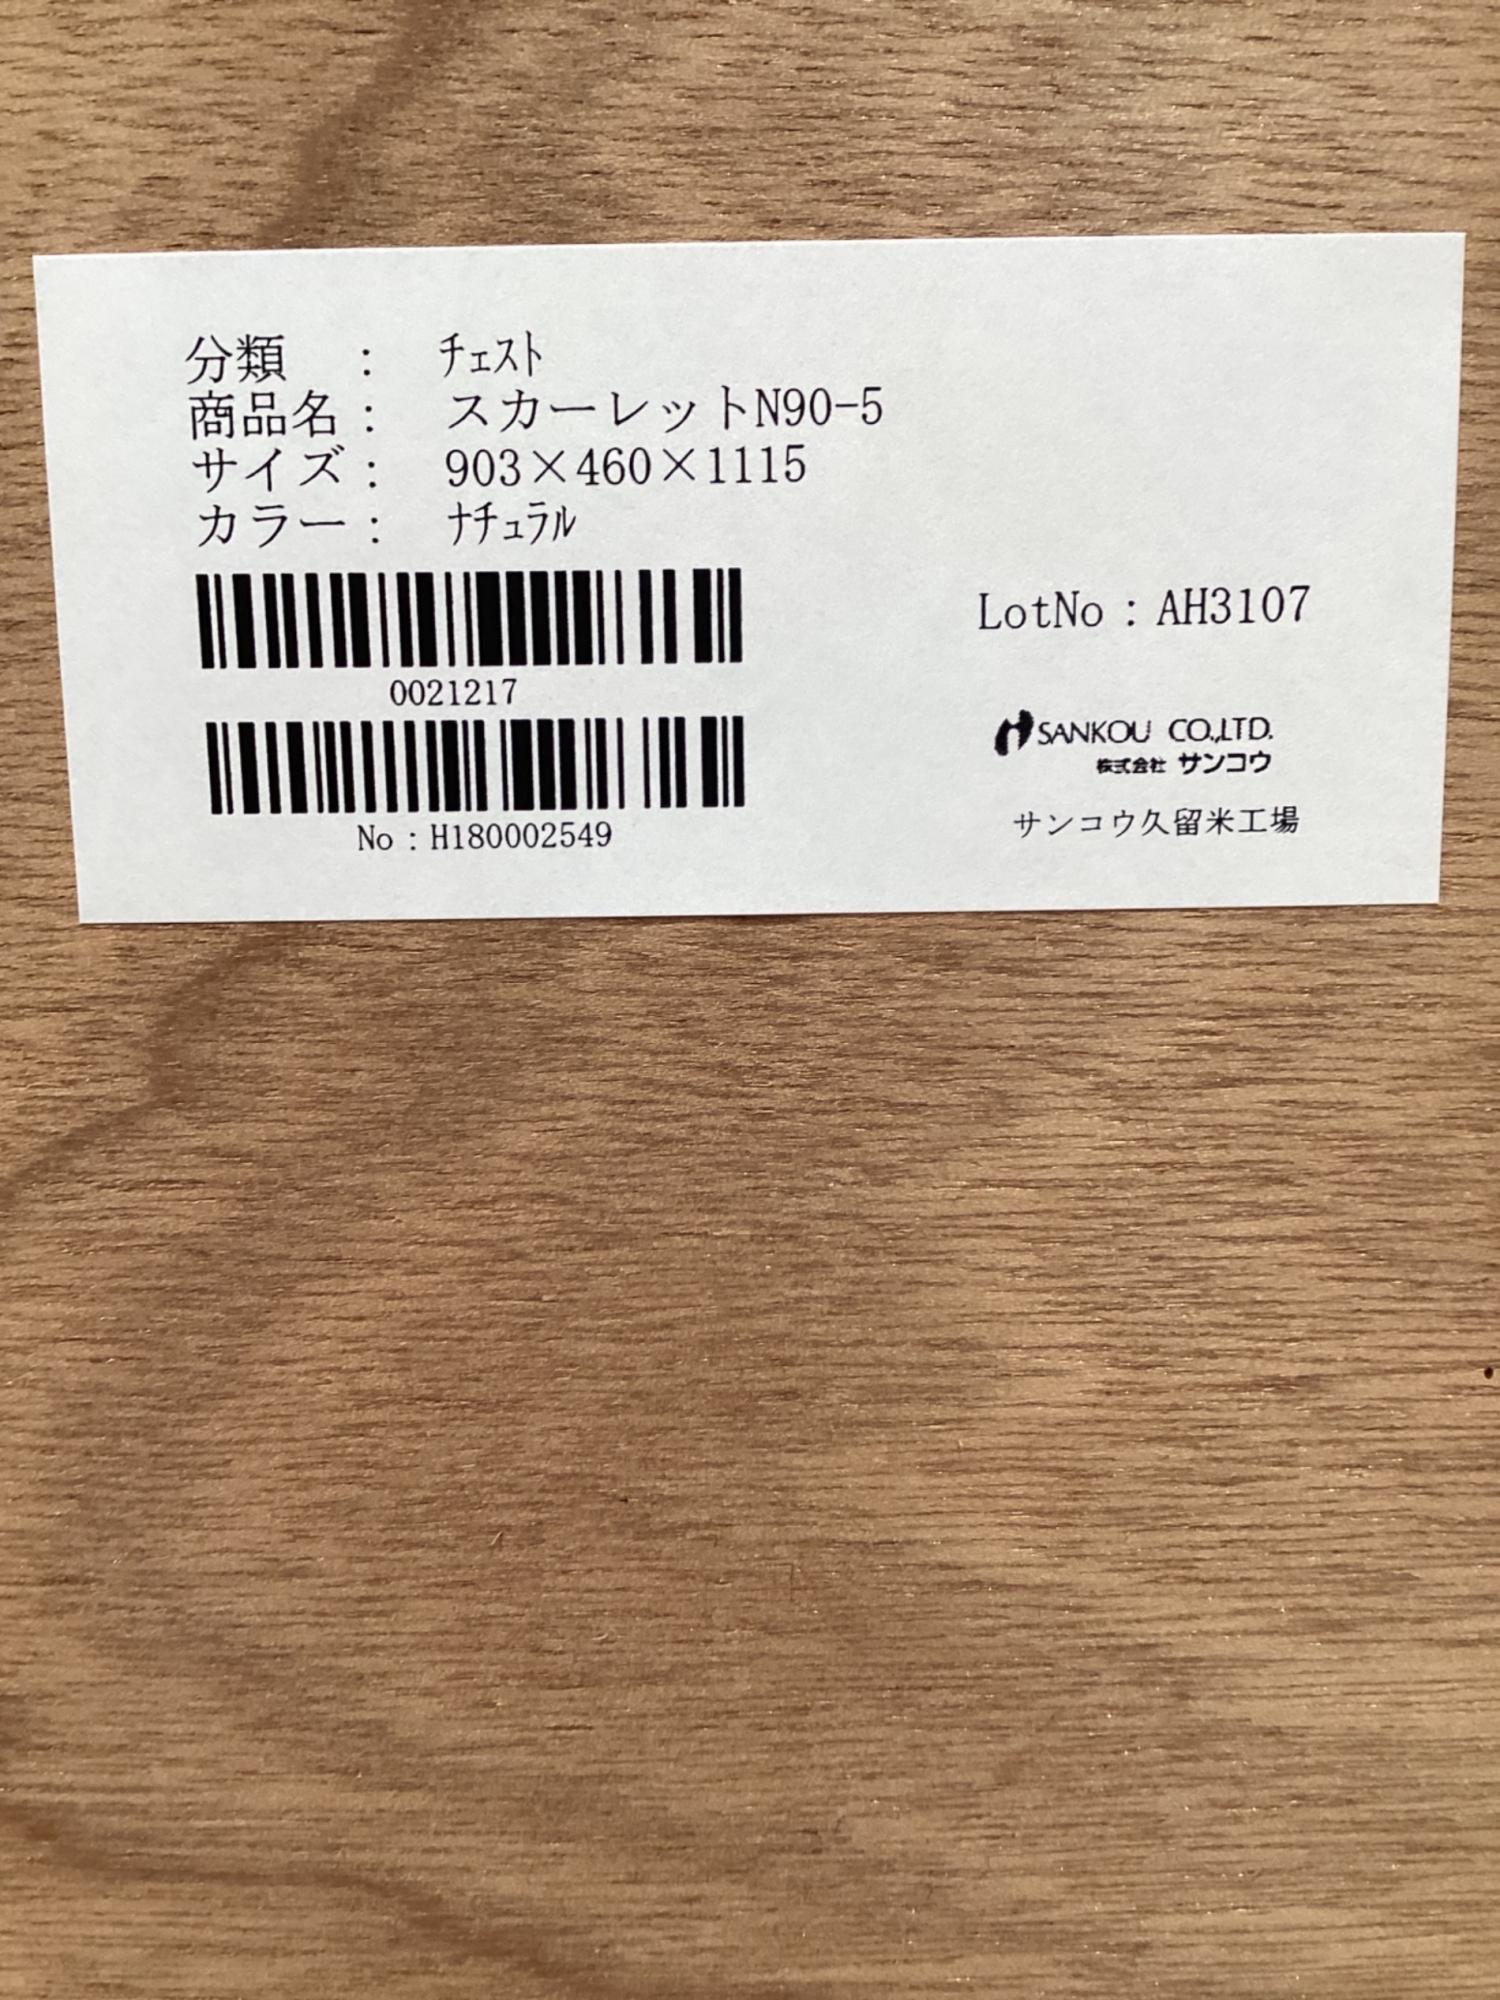 分類 : ﾁｪｽﾄ
商品名: スカーレットN90-5
サイズ: 903×460×1115
カラー: ﾅﾁｭﾗﾙ
LotNo:AH3107
0021217
SANKOU CO.,LTD.
株式会社 サンコウ
サンコウ久留米工場
No:H180002549